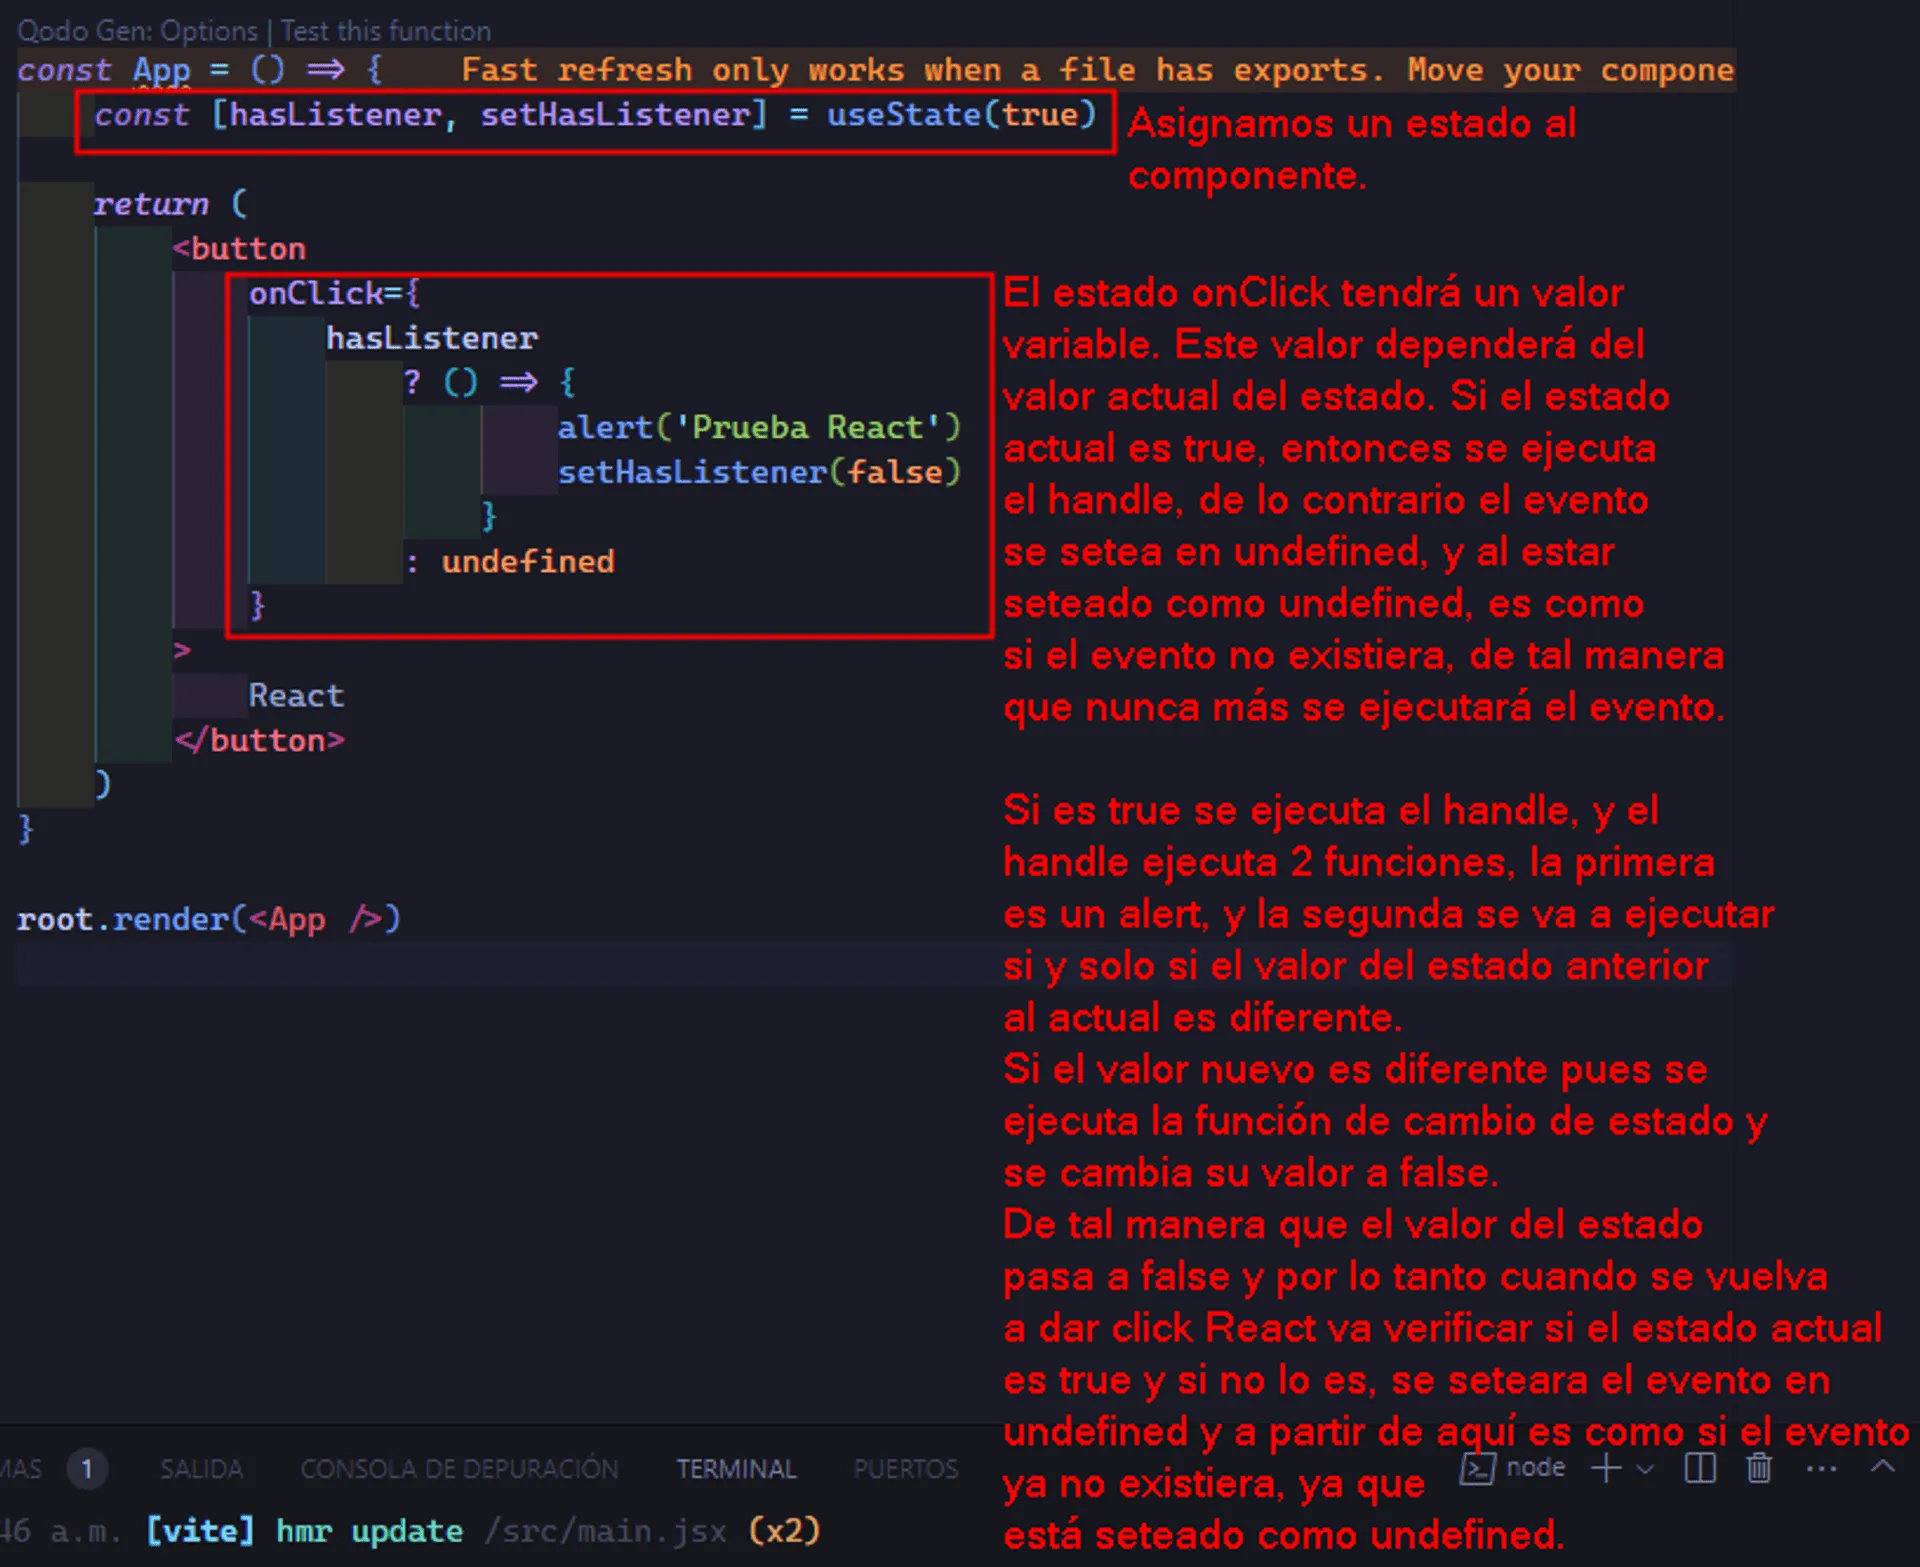 Qodo Gen: Options | Test this function
const App = () => {    Fast refresh only works when a file has exports. Move your compone
const [hasListener, setHasListener] = useState(true)
Asignamos un estado al
componente.
return (
<button
onClick={
hasListener
? () => {
alert('Prueba React')
setHasListener(false)
}
: undefined
}
>
React
</button>
)
}
root.render(<App />)
El estado onClick tendrá un valor
variable. Este valor dependerá del
valor actual del estado. Si el estado
actual es true, entonces se ejecuta
el handle, de lo contrario el evento
se setea en undefined, y al estar
seteado como undefined, es como
si el evento no existiera, de tal manera
que nunca más se ejecutará el evento.
Si es true se ejecuta el handle, y el
handle ejecuta 2 funciones, la primera
es un alert, y la segunda se va a ejecutar
si y solo si el valor del estado anterior
al actual es diferente.
Si el valor nuevo es diferente pues se
ejecuta la función de cambio de estado y
se cambia su valor a false.
De tal manera que el valor del estado
pasa a false y por lo tanto cuando se vuelva
a dar click React va verificar si el estado actual
es true y si no lo es, se seteara el evento en
undefined y a partir de aquí es como si el evento
ya no existiera, ya que
está seteado como undefined.
MAS 1 SALIDA CONSOLA DE DEPURACIÓN TERMINAL PUERTOS node
46 a.m. [vite] hmr update /src/main.jsx (x2)